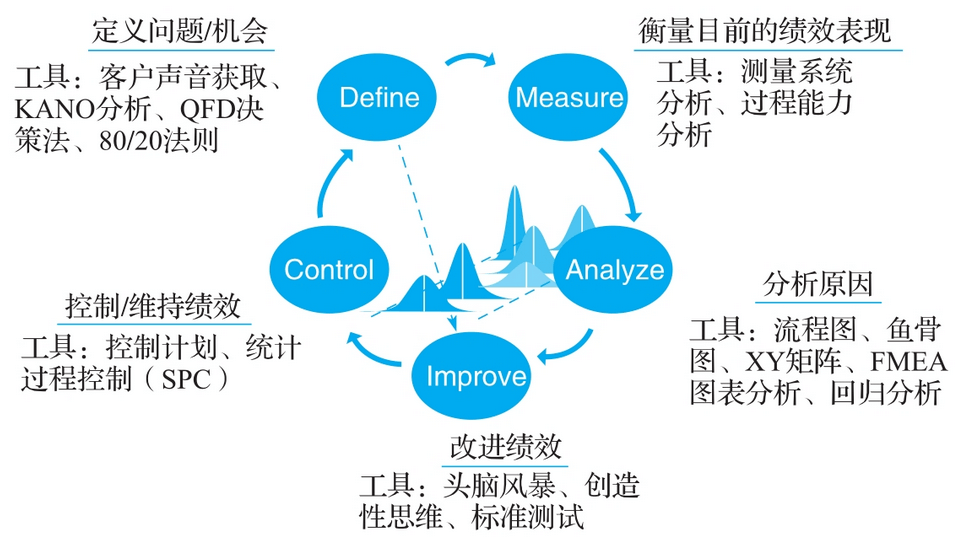 定义问题/机会
工具：客户声音获取、
KANO分析、QFD决
策法、80/20法则
Define
Measure
衡量目前的绩效表现
工具：测量系统
分析、过程能力
分析
Control
Analyze
控制/维持绩效
工具：控制计划、统计
过程控制（SPC）
分析原因
工具：流程图、鱼骨
图、XY矩阵、FMEA
图表分析、回归分析
Improve
改进绩效
工具：头脑风暴、创造
性思维、标准测试